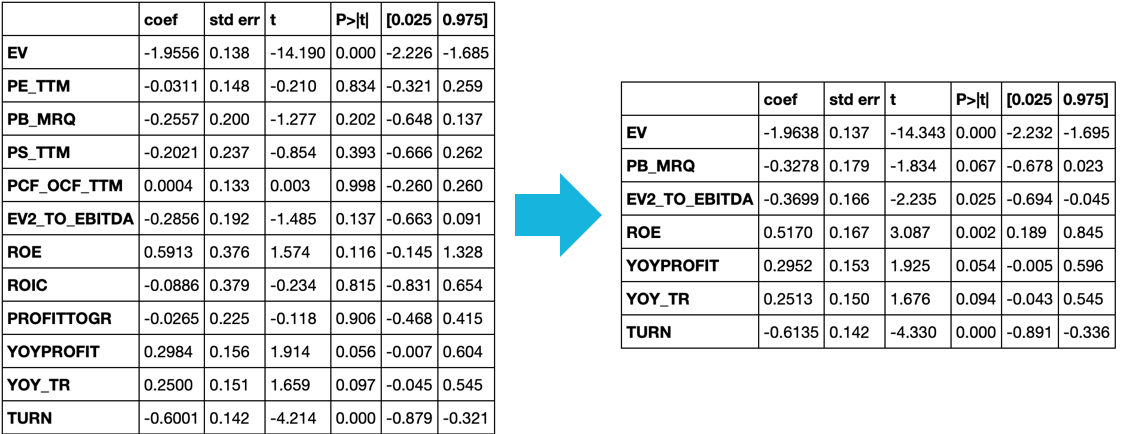 coef std err t P>|t| [0.025 0.975]
EV -1.9556 0.138 -14.190 0.000 -2.226 -1.685
PE_TTM -0.0311 0.148 -0.210 0.834 -0.321 0.259
PB_MRQ -0.2557 0.200 -1.277 0.202 -0.648 0.137
PS_TTM -0.2021 0.237 -0.854 0.393 -0.666 0.262
PCF_OCF_TTM 0.0004 0.133 0.003 0.998 -0.260 0.260
EV2_TO_EBITDA -0.2856 0.192 -1.485 0.137 -0.663 0.091
ROE 0.5913 0.376 1.574 0.116 -0.145 1.328
ROIC -0.0886 0.379 -0.234 0.815 -0.831 0.654
PROFITTOGR -0.0265 0.225 -0.118 0.906 -0.468 0.415
YOYPROFIT 0.2984 0.156 1.914 0.056 -0.007 0.604
YOY_TR 0.2500 0.151 1.659 0.097 -0.045 0.545
TURN -0.6001 0.142 -4.214 0.000 -0.879 -0.321
coef std err t P>|t| [0.025 0.975]
EV -1.9638 0.137 -14.343 0.000 -2.232 -1.695
PB_MRQ -0.3278 0.179 -1.834 0.067 -0.678 0.023
EV2_TO_EBITDA -0.3699 0.166 -2.235 0.025 -0.694 -0.045
ROE 0.5170 0.167 3.087 0.002 0.189 0.845
YOYPROFIT 0.2952 0.153 1.925 0.054 -0.005 0.596
YOY_TR 0.2513 0.150 1.676 0.094 -0.043 0.545
TURN -0.6135 0.142 -4.330 0.000 -0.891 -0.336